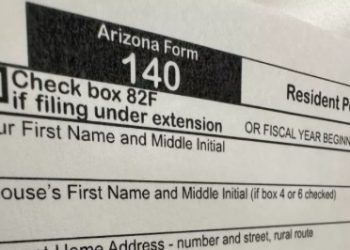 Arizona Form
140
Resident P
Check box 82F
if filing under extension
OR FISCAL YEAR BEGINN
ur First Name and Middle Initial
ouse's First Name and Middle Initial (if box 4 or 6 checked)
Home Address - number and street, rural route